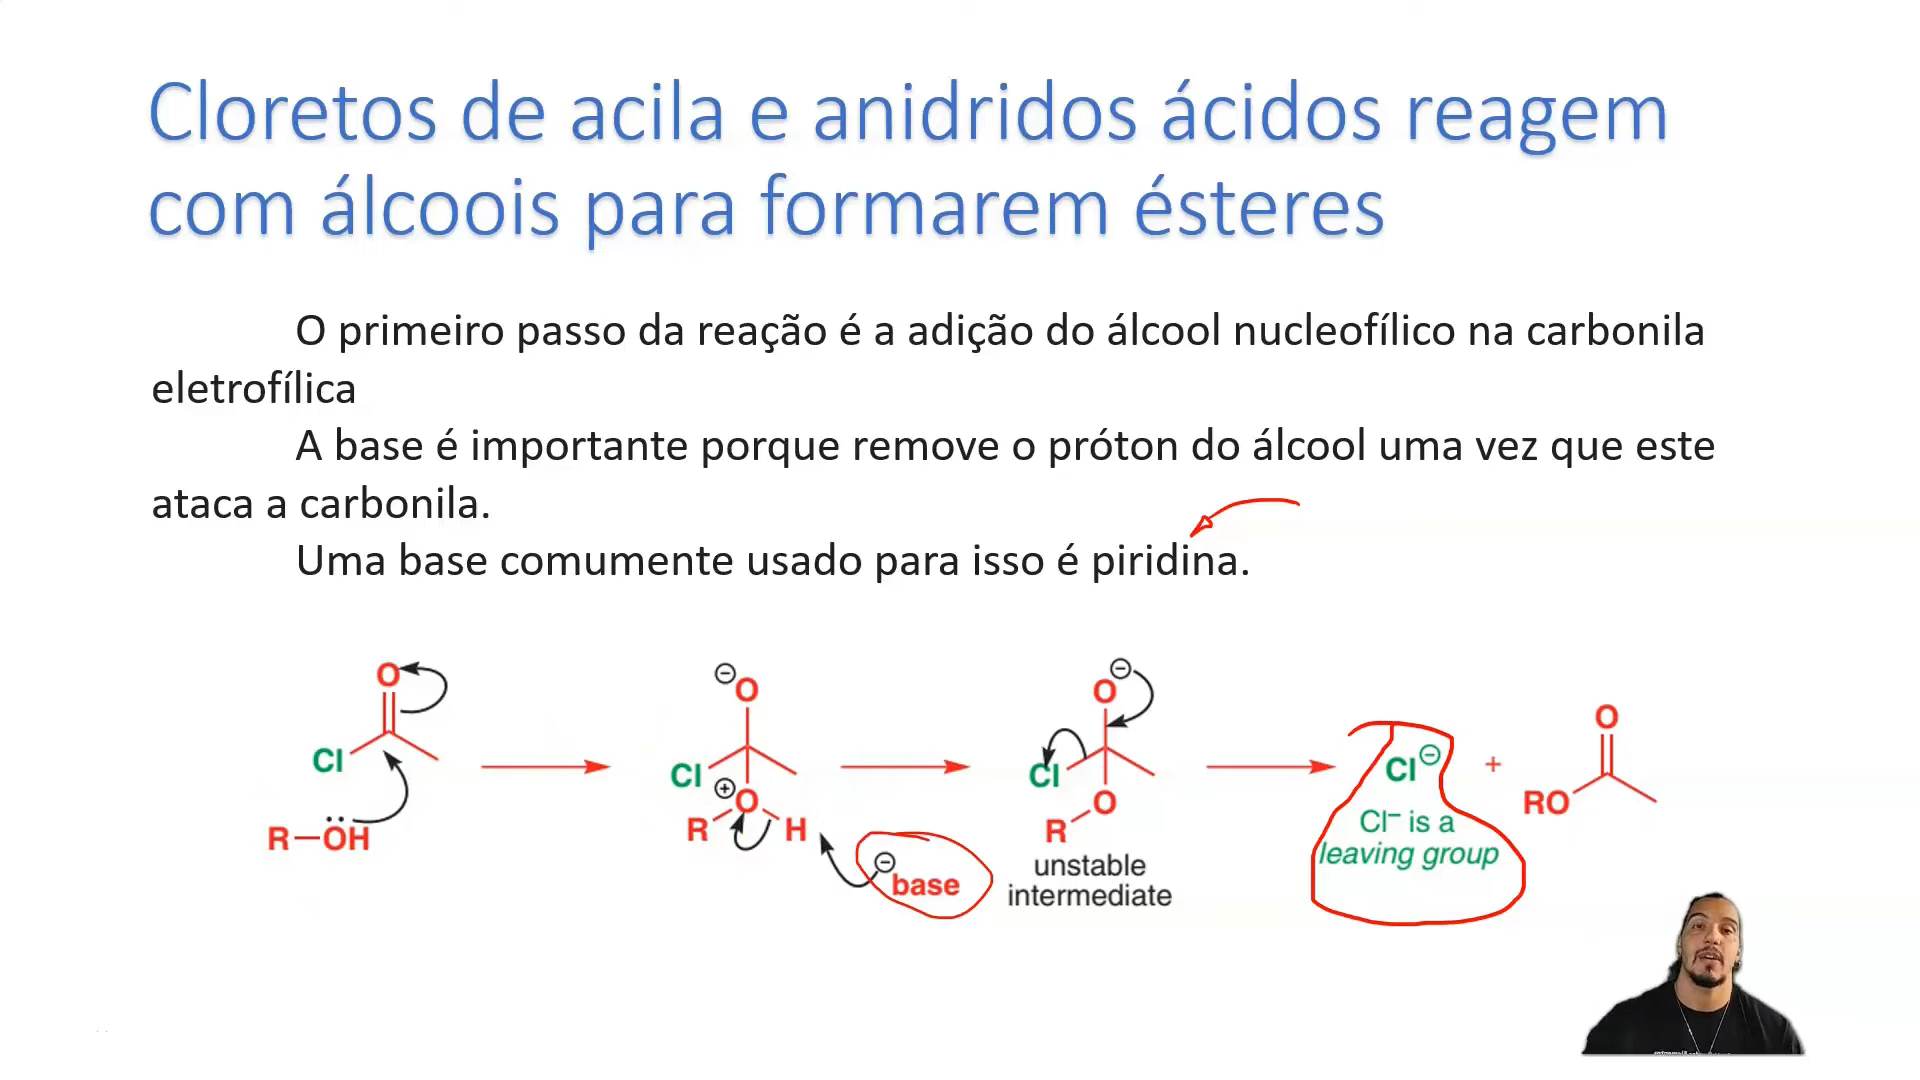 Cloretos de acila e anidridos ácidos reagem
com álcoois para formarem ésteres
O primeiro passo da reação é a adição do álcool nucleofílico na carbonila
eletrofílica
A base é importante porque remove o próton do álcool uma vez que este
ataca a carbonila.
Uma base comumente usado para isso é piridina.
O
Cl
R—ÖH
⊖
O
Cl
⊕
O
R
H
⊖
base
⊖
O
Cl
O
R
unstable
intermediate
Cl⊖
Cl⁻ is a
leaving group
+
O
RO